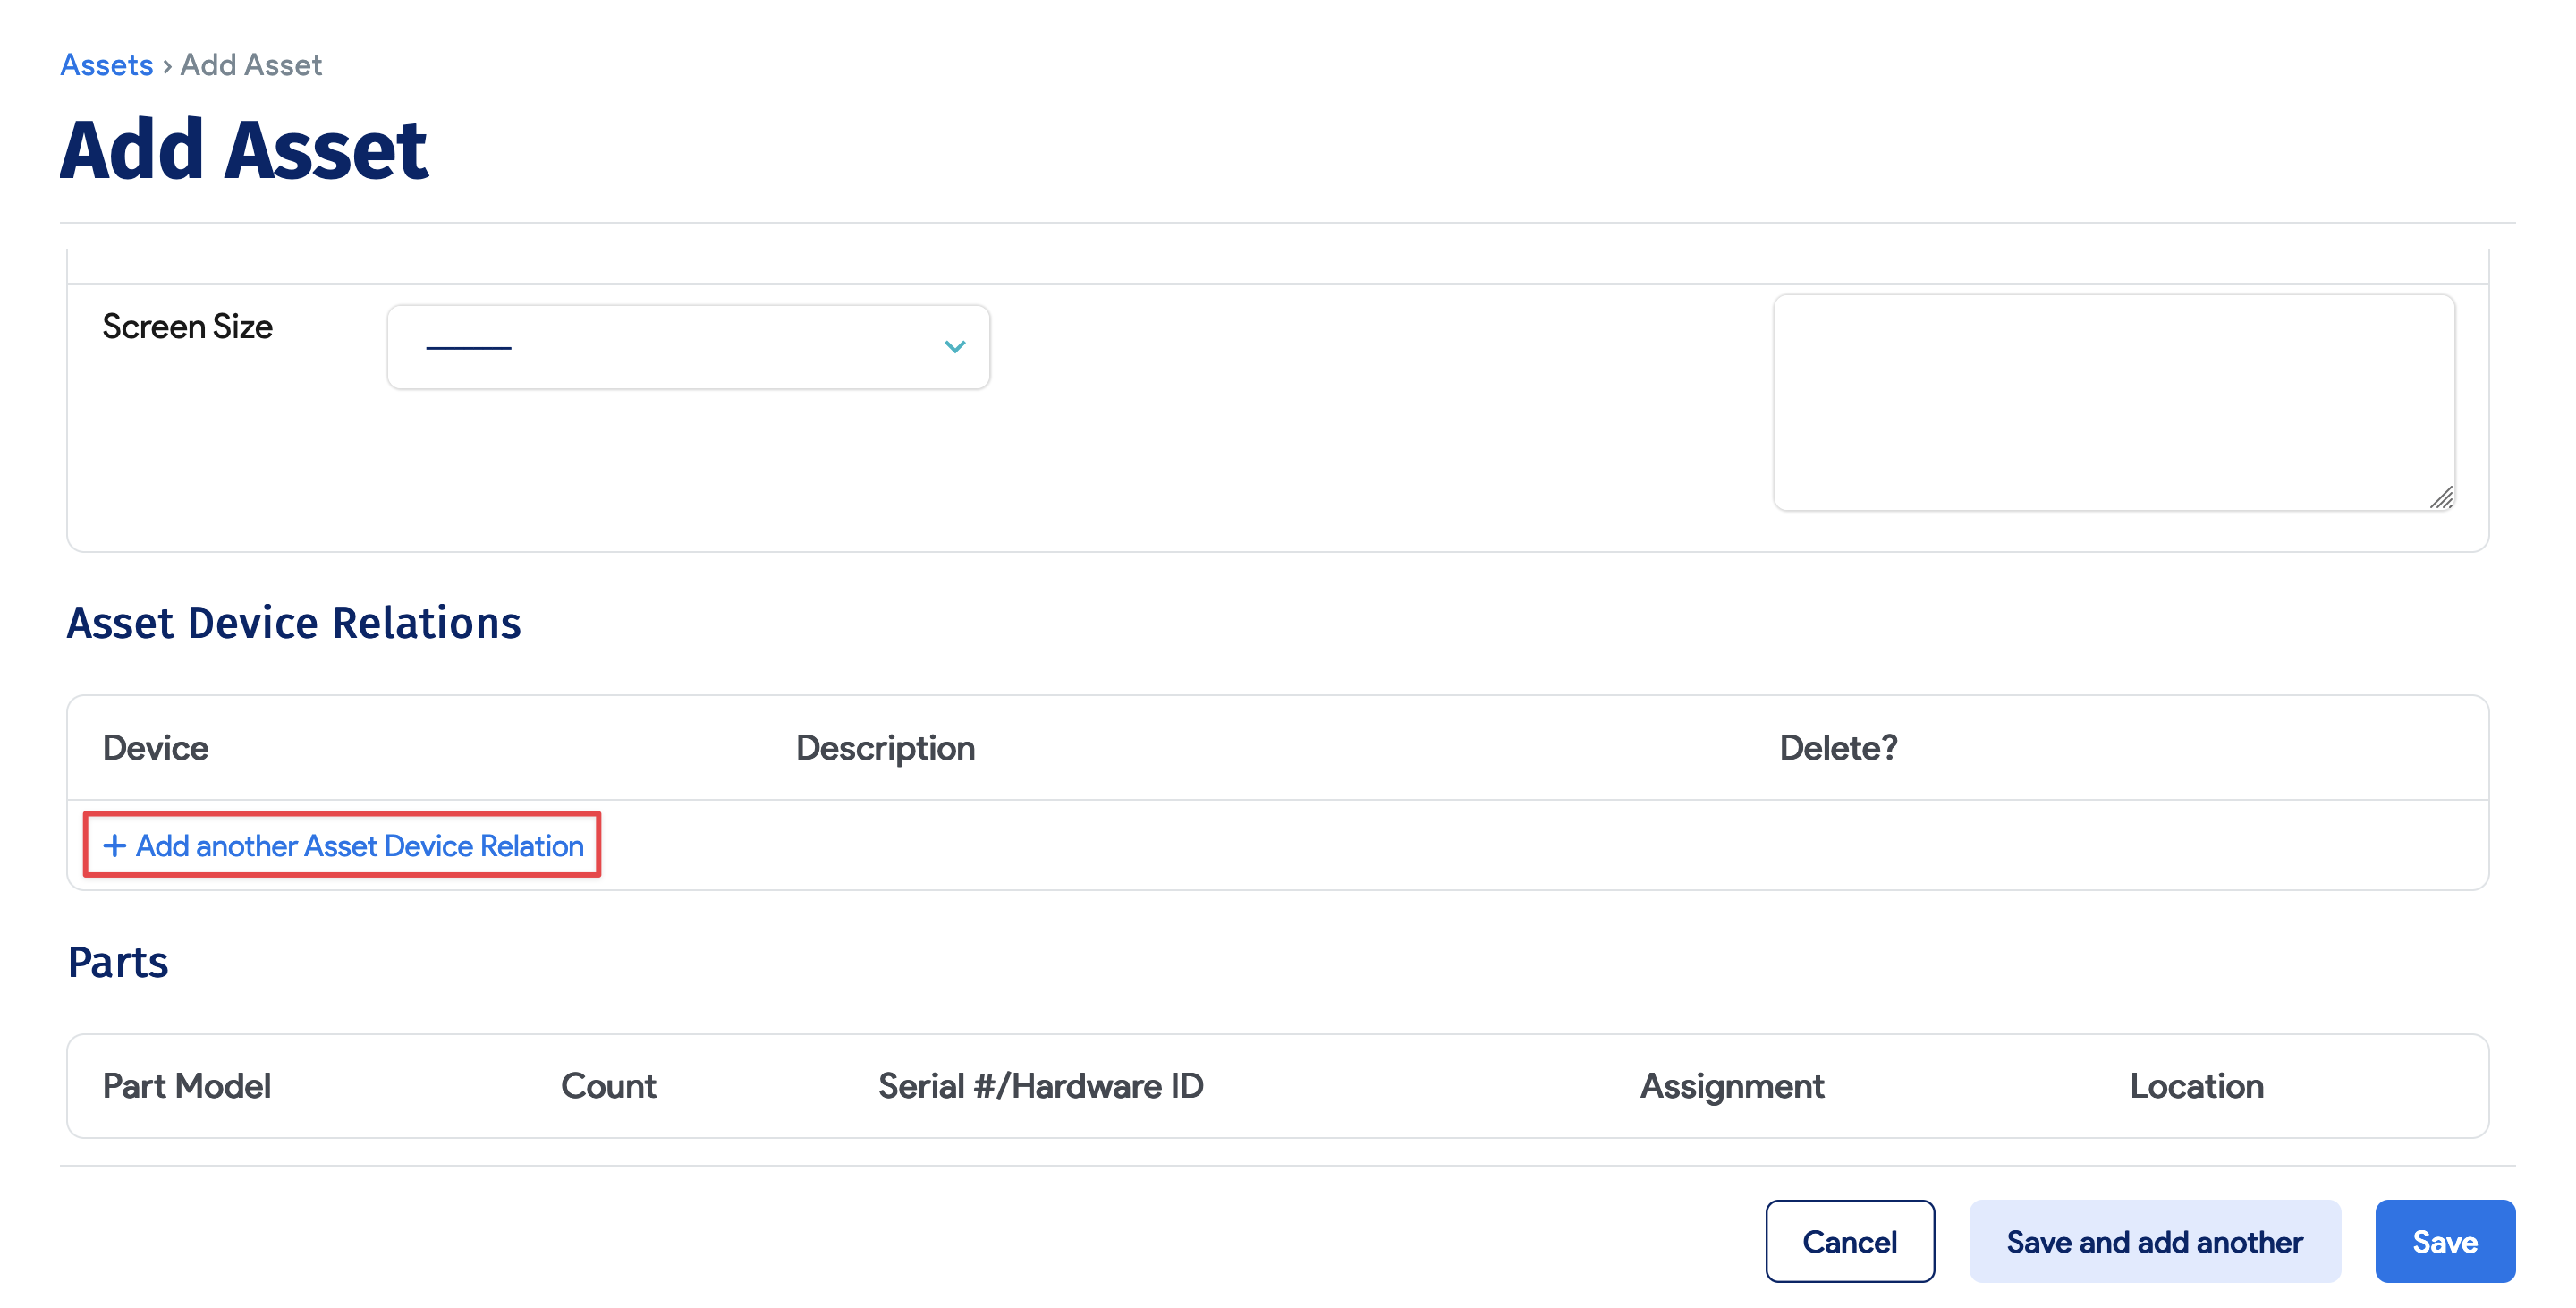 Assets › Add Asset
Add Asset
Screen Size
Asset Device Relations
Device Description Delete?
+ Add another Asset Device Relation
Parts
Part Model Count Serial #/Hardware ID Assignment Location
Cancel Save and add another Save